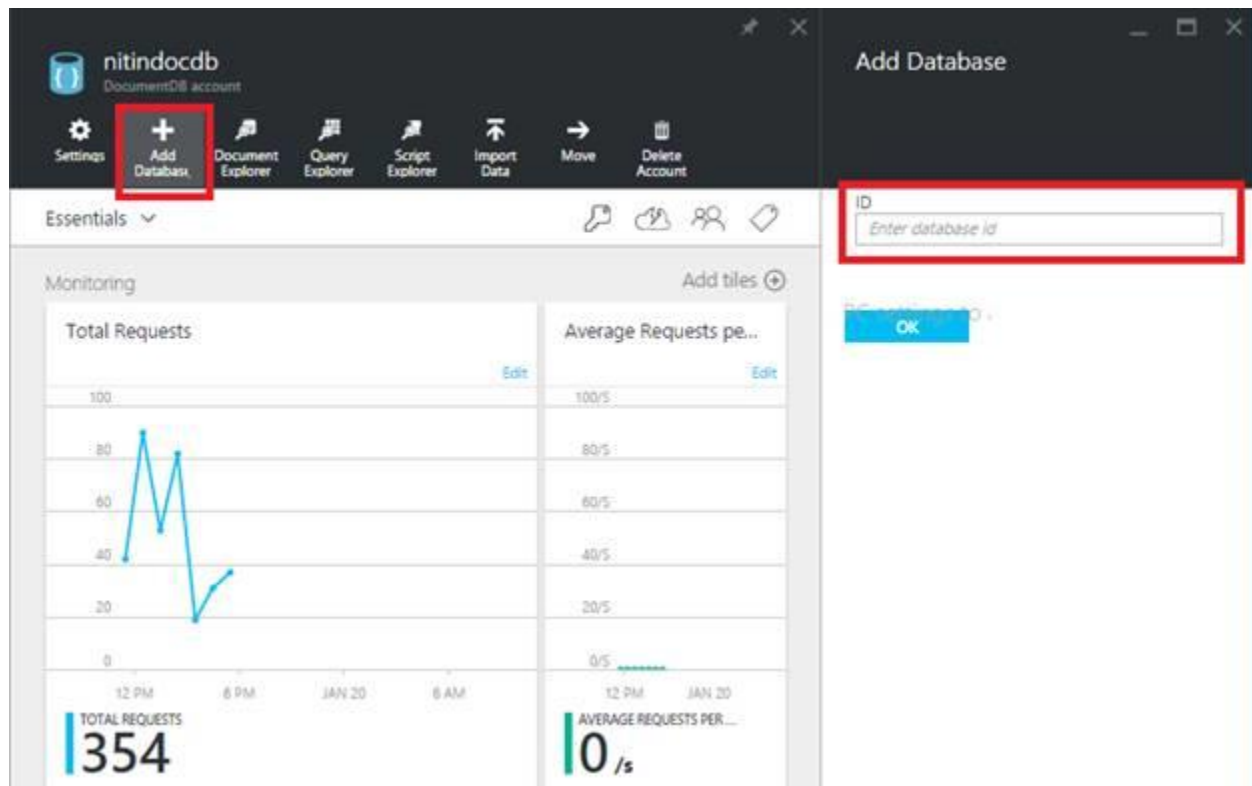 nitindocdb
DocumentDB account
Settings
Add
Database
Document
Explorer
Query
Explorer
Script
Explorer
Import
Data
Move
Delete
Account
Essentials
Monitoring
Add tiles
Total Requests
Edit
100
80
60
40
20
0
12 PM
6 PM
JAN 20
6 AM
TOTAL REQUESTS
354
Average Requests pe...
Edit
100/S
80/S
60/S
40/S
20/S
0/S
12 PM
JAN 20
AVERAGE REQUESTS PER ...
0 /s
Add Database
ID
Enter database id
OK